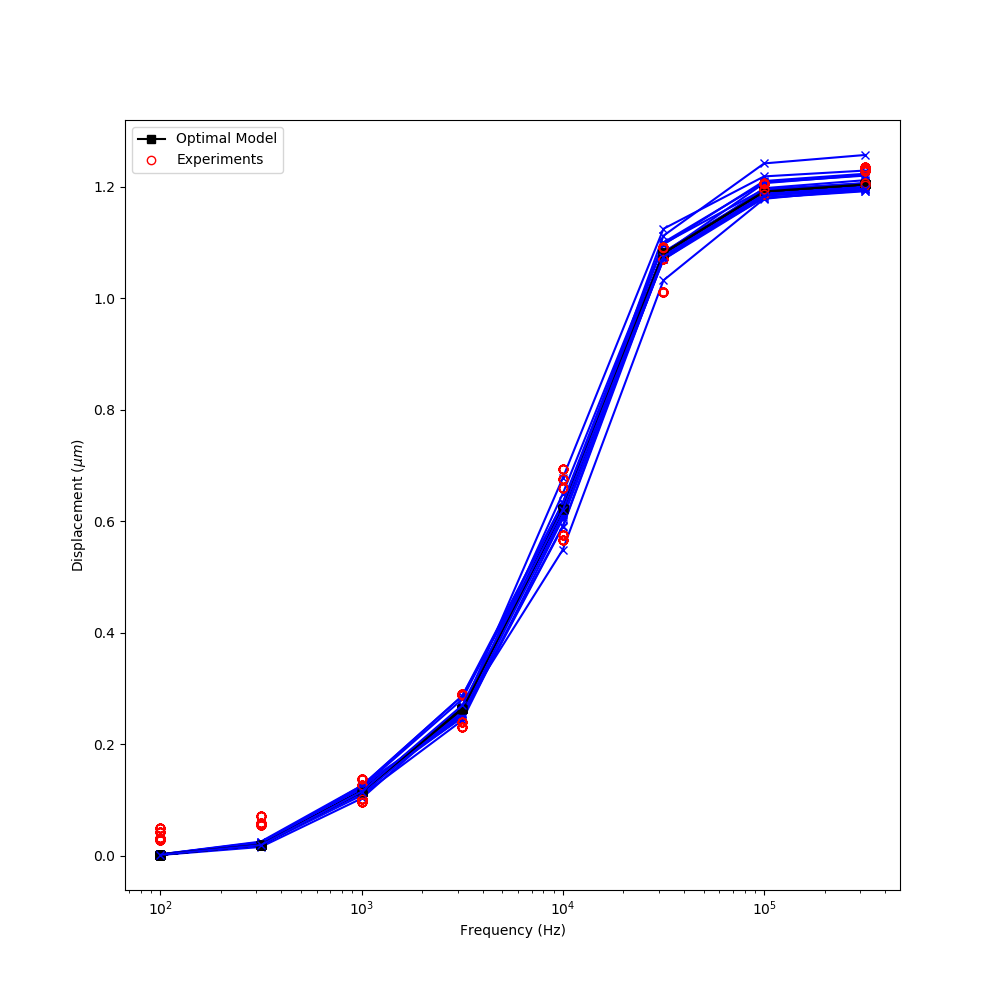 Optimal Model
Experiments
1.2
1.0
0.8
0.6
0.4
0.2
0.0
Displacement (μm)
10²
10³
10⁴
10⁵
Frequency (Hz)